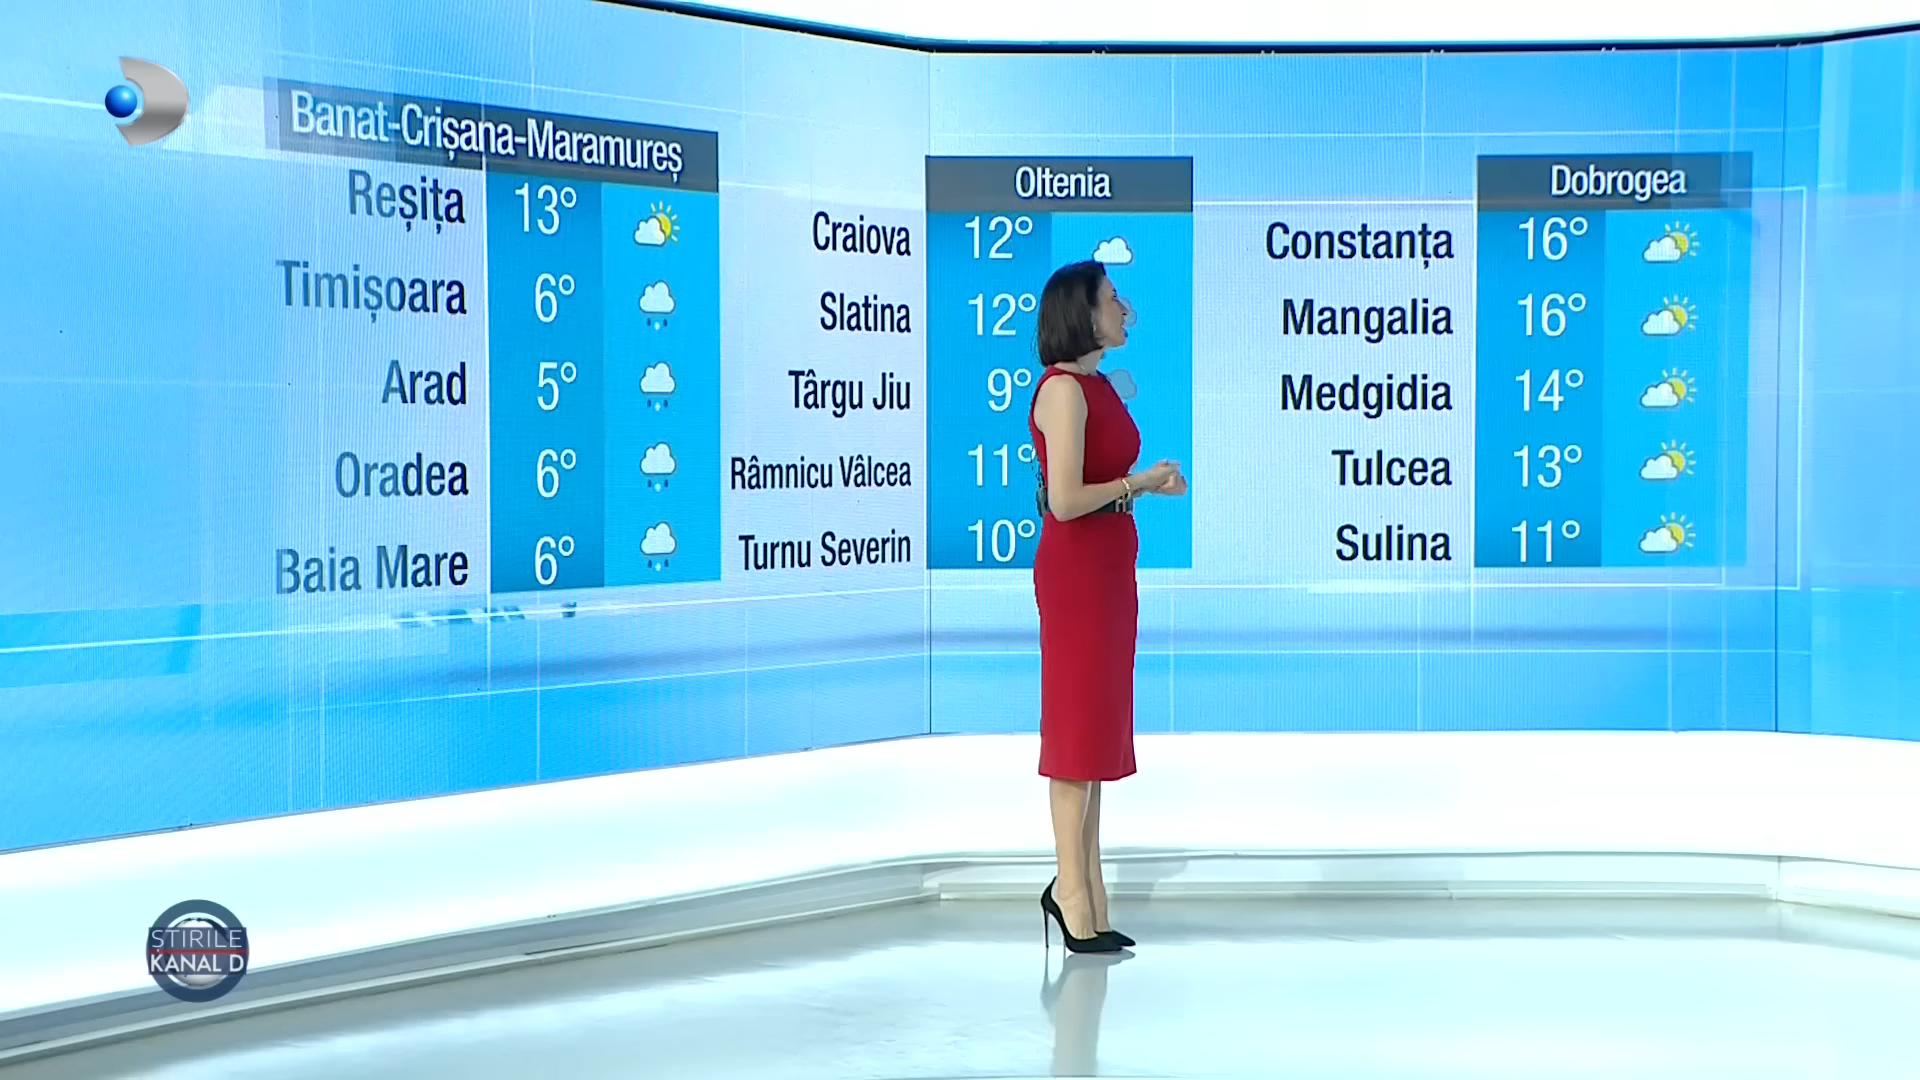 Banat-Crișana-Maramureș
Reșița 13°
Timișoara 6°
Arad 5°
Oradea 6°
Baia Mare 6°
Oltenia
Craiova 12°
Slatina 12°
Târgu Jiu 9°
Râmnicu Vâlcea 11°
Turnu Severin 10°
Dobrogea
Constanța 16°
Mangalia 16°
Medgidia 14°
Tulcea 13°
Sulina 11°
ȘTIRILE
KANAL D